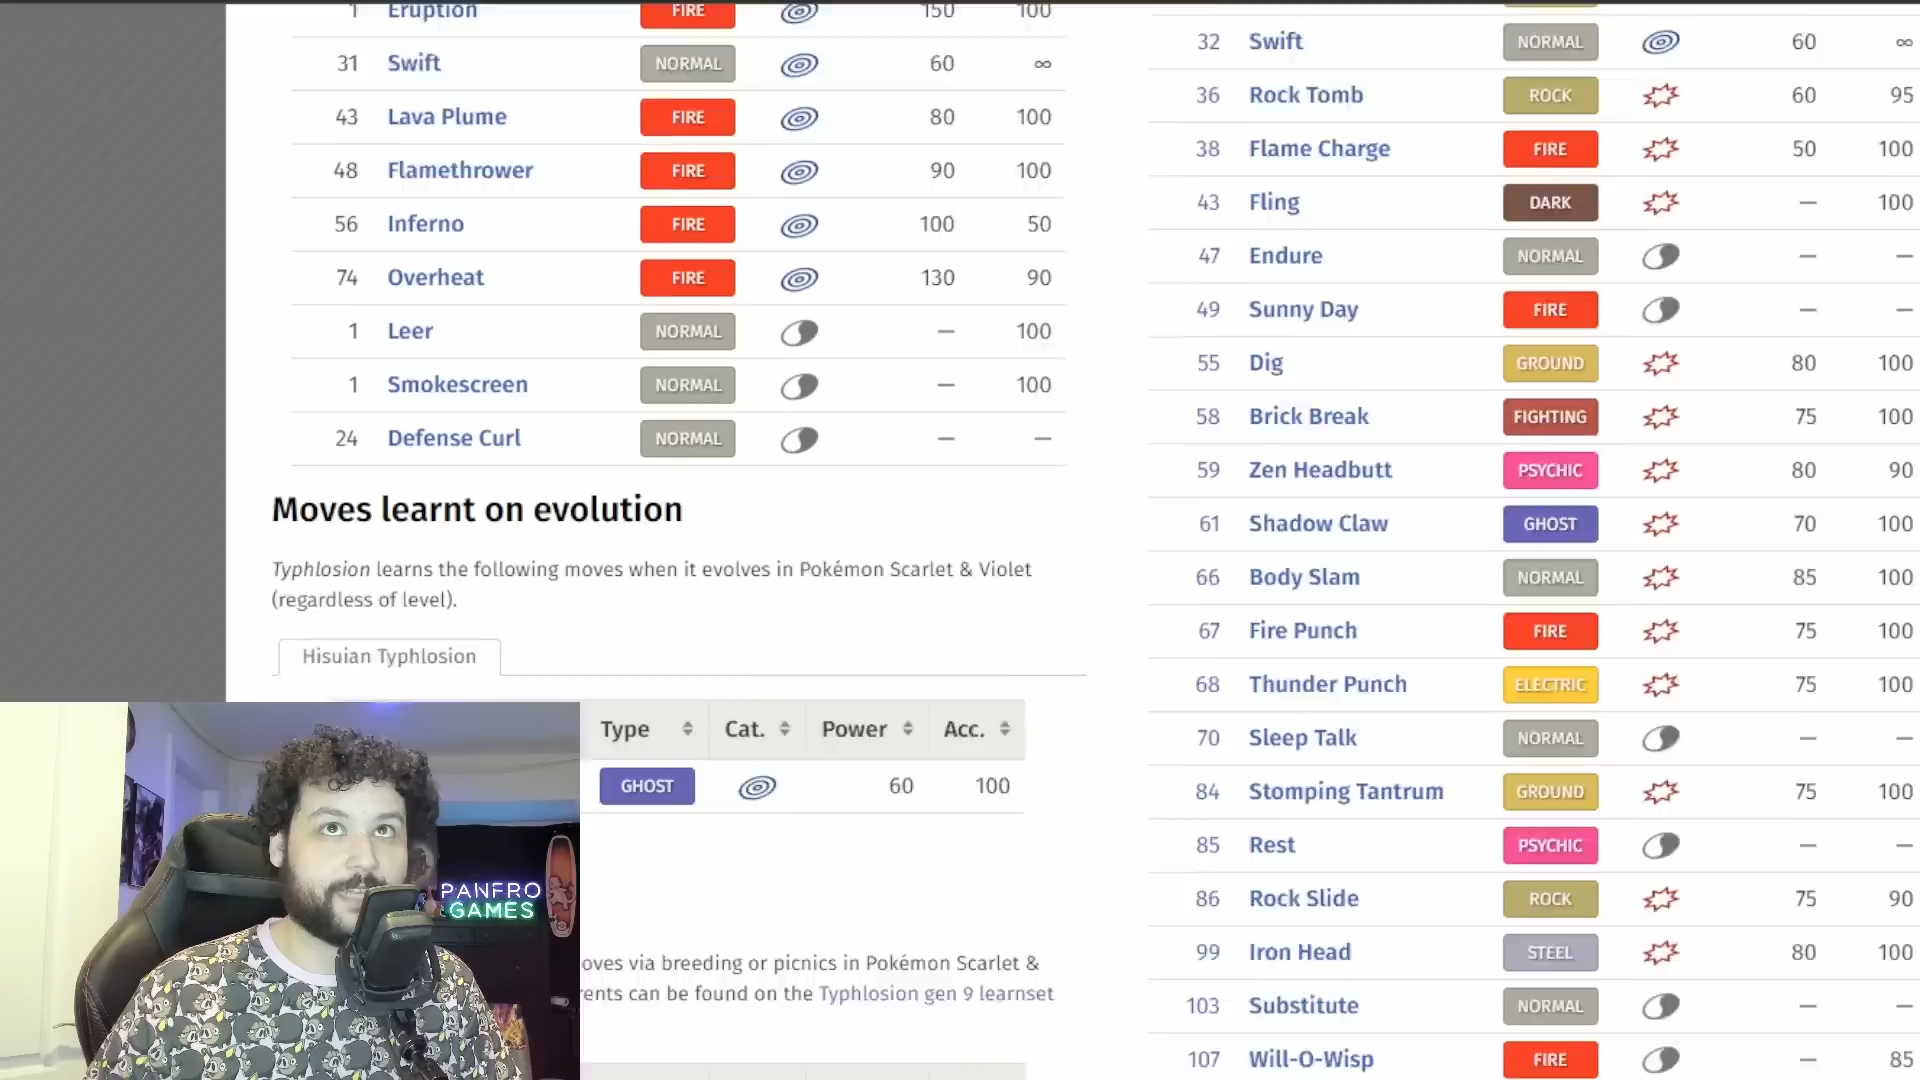 1 Eruption FIRE 150 100
31 Swift NORMAL 60 ∞
43 Lava Plume FIRE 80 100
48 Flamethrower FIRE 90 100
56 Inferno FIRE 100 50
74 Overheat FIRE 130 90
1 Leer NORMAL — 100
1 Smokescreen NORMAL — 100
24 Defense Curl NORMAL — —
Moves learnt on evolution
Typhlosion learns the following moves when it evolves in Pokémon Scarlet & Violet
(regardless of level).
Hisuian Typhlosion
Type Cat. Power Acc.
GHOST 60 100
oves via breeding or picnics in Pokémon Scarlet &
rents can be found on the Typhlosion gen 9 learnset
PANFRO
GAMES
32 Swift NORMAL 60 ∞
36 Rock Tomb ROCK 60 95
38 Flame Charge FIRE 50 100
43 Fling DARK — 100
47 Endure NORMAL — —
49 Sunny Day FIRE — —
55 Dig GROUND 80 100
58 Brick Break FIGHTING 75 100
59 Zen Headbutt PSYCHIC 80 90
61 Shadow Claw GHOST 70 100
66 Body Slam NORMAL 85 100
67 Fire Punch FIRE 75 100
68 Thunder Punch ELECTRIC 75 100
70 Sleep Talk NORMAL — —
84 Stomping Tantrum GROUND 75 100
85 Rest PSYCHIC — —
86 Rock Slide ROCK 75 90
99 Iron Head STEEL 80 100
103 Substitute NORMAL — —
107 Will-O-Wisp FIRE — 85